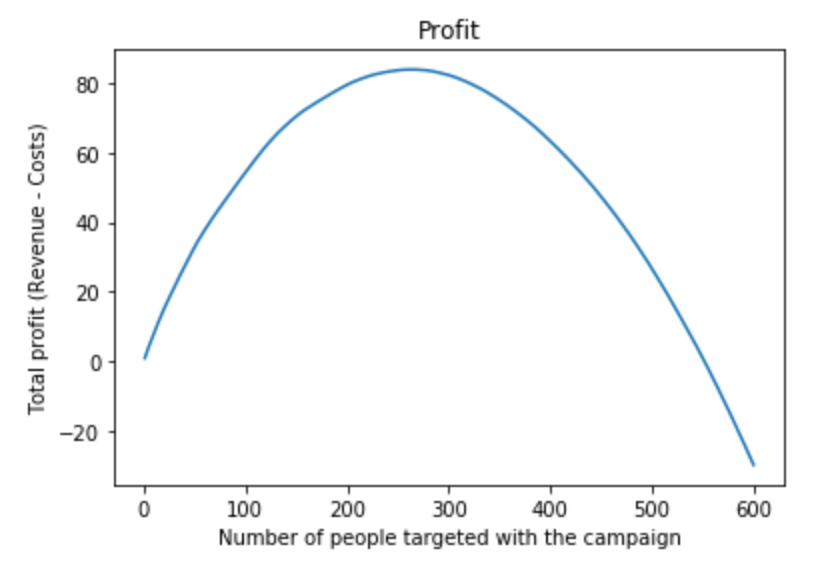 Profit
Total profit (Revenue - Costs)
80
60
40
20
0
−20
0 100 200 300 400 500 600
Number of people targeted with the campaign